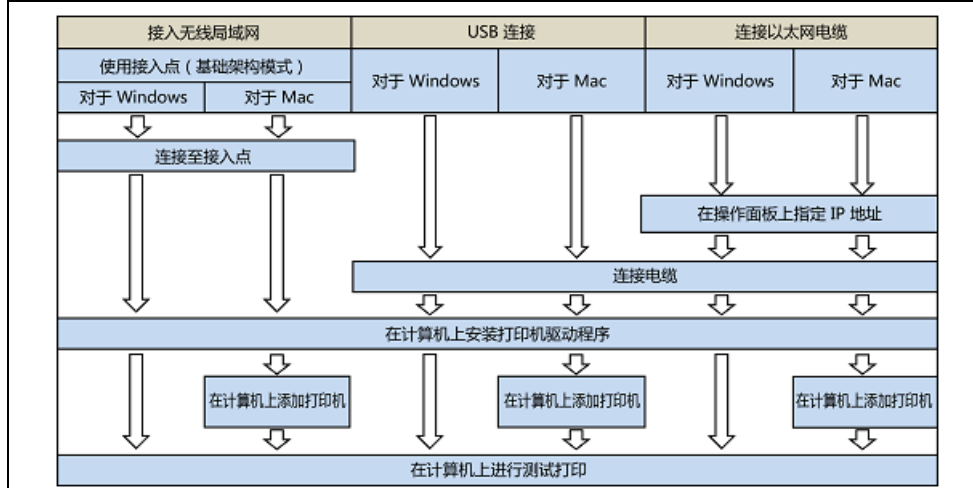 接入无线局域网
USB 连接
连接以太网电缆
使用接入点（基础架构模式）
对于 Windows
对于 Mac
对于 Windows
对于 Mac
对于 Windows
对于 Mac
连接至接入点
在操作面板上指定 IP 地址
连接电缆
在计算机上安装打印机驱动程序
在计算机上添加打印机
在计算机上添加打印机
在计算机上添加打印机
在计算机上进行测试打印